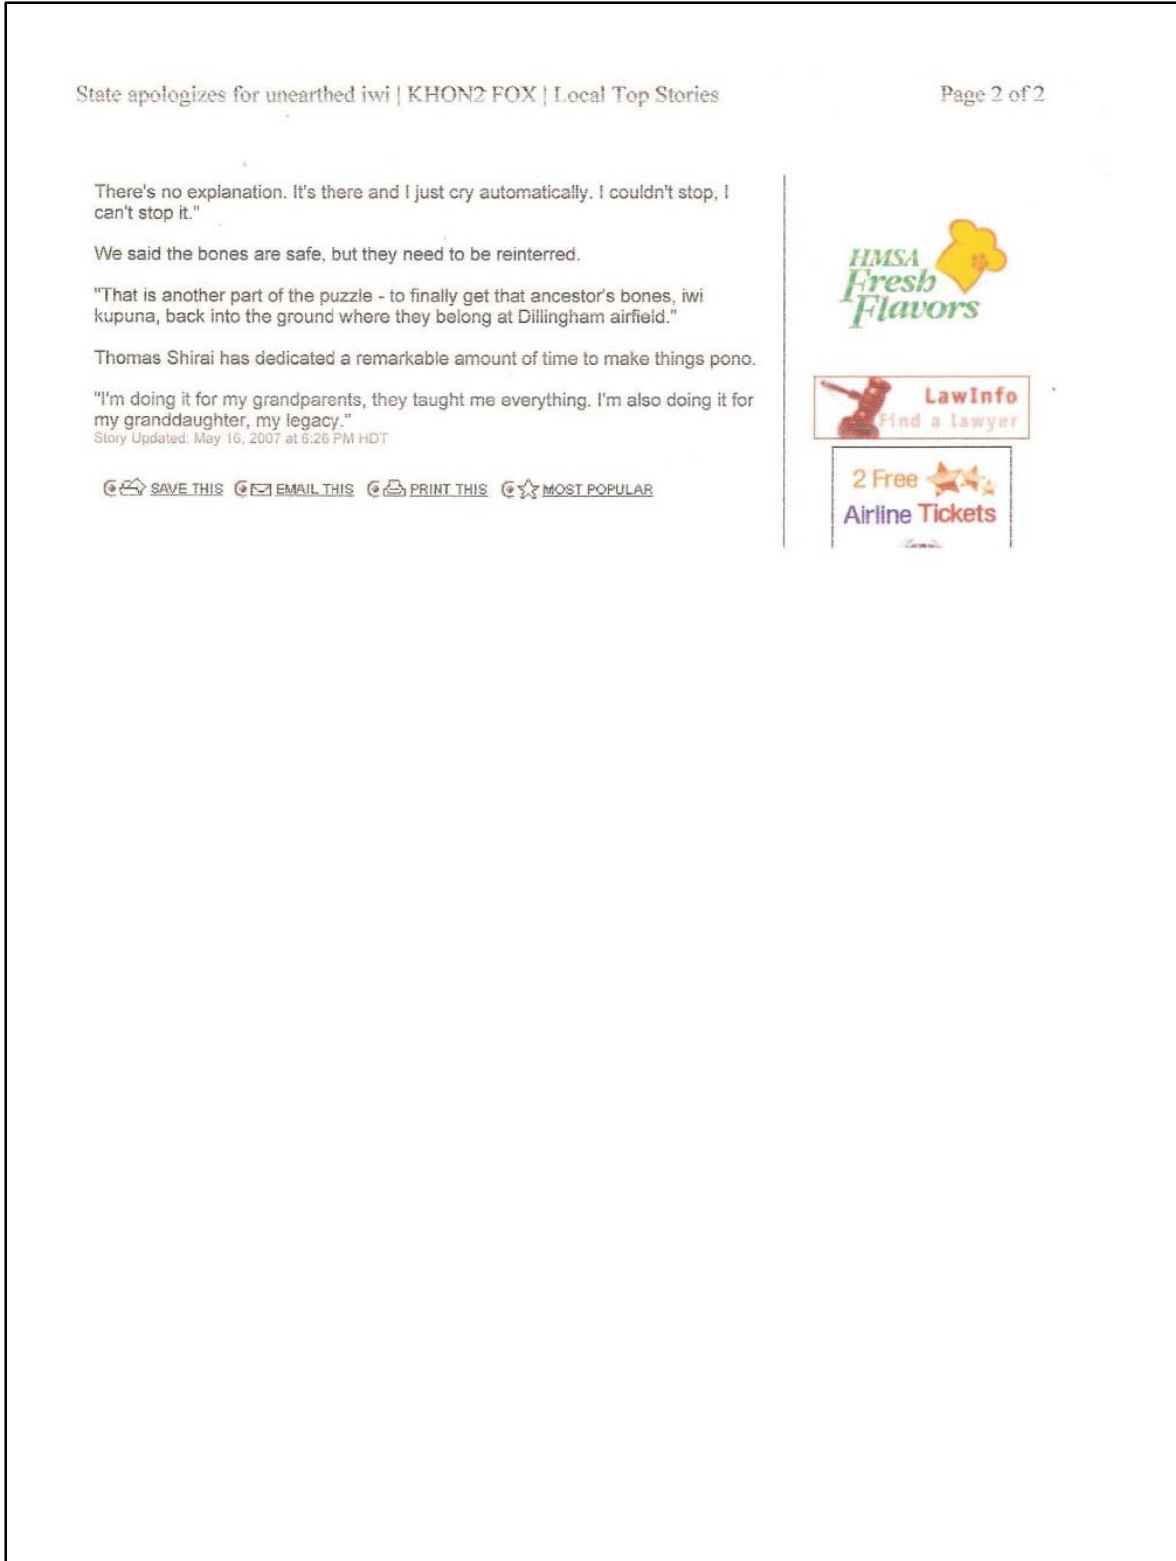 State apologizes for unearthed iwi | KHON2 FOX | Local Top Stories
Page 2 of 2
There's no explanation. It's there and I just cry automatically. I couldn't stop, I
can't stop it."
We said the bones are safe, but they need to be reinterred.
"That is another part of the puzzle - to finally get that ancestor's bones, iwi
kupuna, back into the ground where they belong at Dillingham airfield."
Thomas Shirai has dedicated a remarkable amount of time to make things pono.
"I'm doing it for my grandparents, they taught me everything. I'm also doing it for
my granddaughter, my legacy."
Story Updated: May 16, 2007 at 6:26 PM HDT
SAVE THIS EMAIL THIS PRINT THIS MOST POPULAR
HMSA
Fresh
Flavors
LawInfo
Find a lawyer
2 Free
Airline Tickets